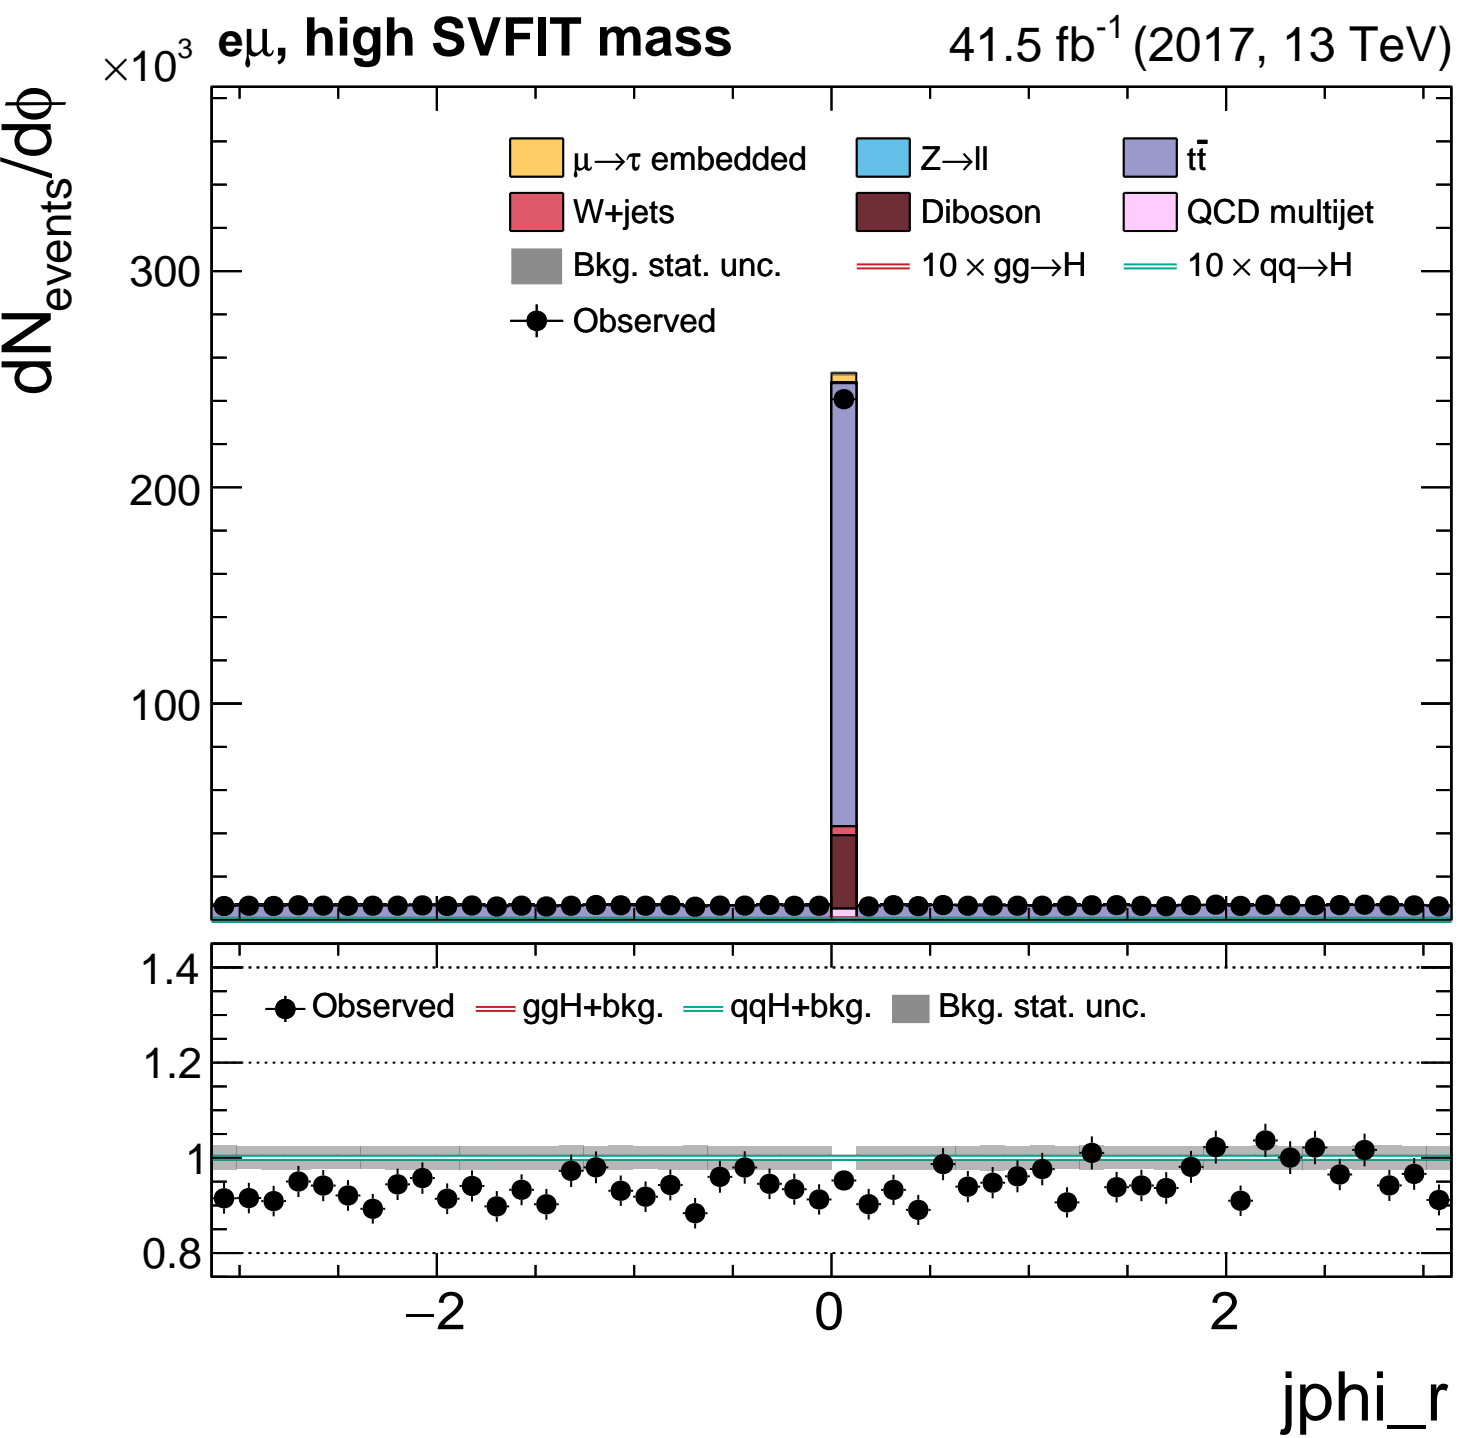 ×10³ eμ, high SVFIT mass 41.5 fb⁻¹ (2017, 13 TeV)
dN_events/dϕ
μ→τ embedded Z→ll tt̄
W+jets Diboson QCD multijet
Bkg. stat. unc. 10 × gg→H 10 × qq→H
Observed
300
200
100
1.4
Observed ggH+bkg. qqH+bkg. Bkg. stat. unc.
1.2
1
0.8
−2 0 2
jphi_r